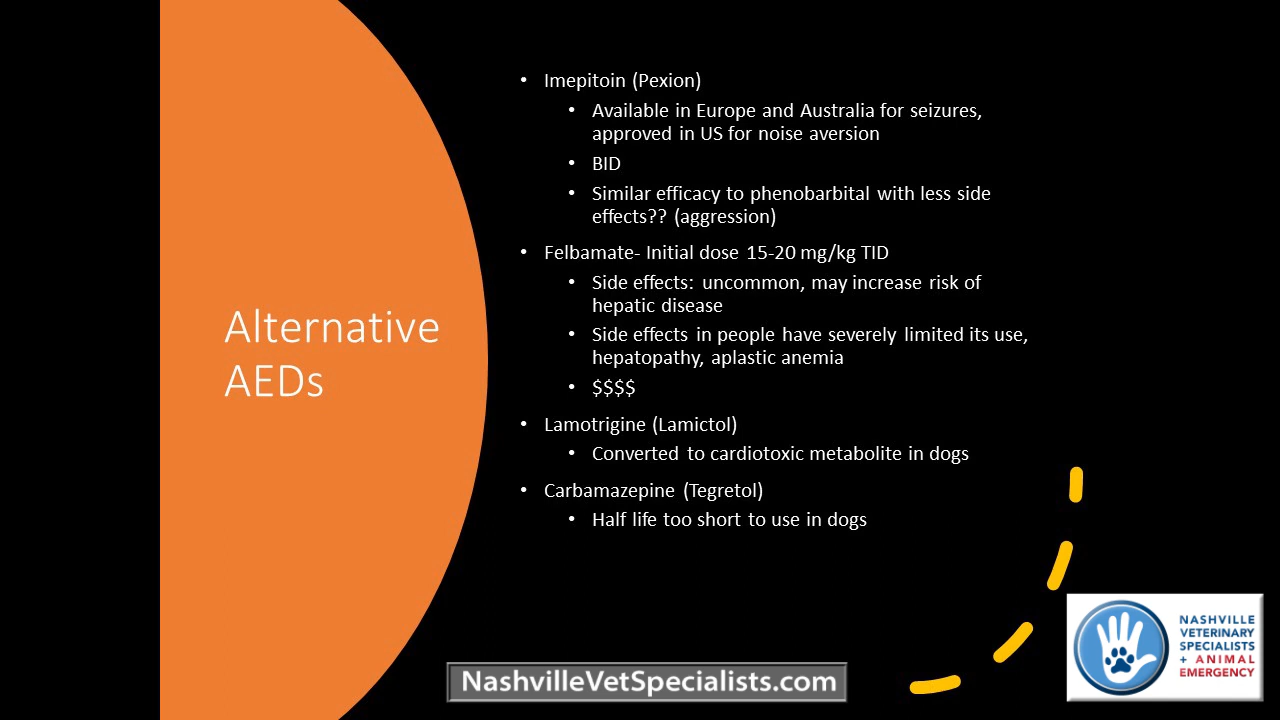 Alternative
AEDs
• Imepitoin (Pexion)
• Available in Europe and Australia for seizures,
approved in US for noise aversion
• BID
• Similar efficacy to phenobarbital with less side
effects?? (aggression)
• Felbamate- Initial dose 15-20 mg/kg TID
• Side effects: uncommon, may increase risk of
hepatic disease
• Side effects in people have severely limited its use,
hepatopathy, aplastic anemia
• $$$$
• Lamotrigine (Lamictol)
• Converted to cardiotoxic metabolite in dogs
• Carbamazepine (Tegretol)
• Half life too short to use in dogs
NashvilleVetSpecialists.com
NASHVILLE
VETERINARY
SPECIALISTS
+ ANIMAL
EMERGENCY